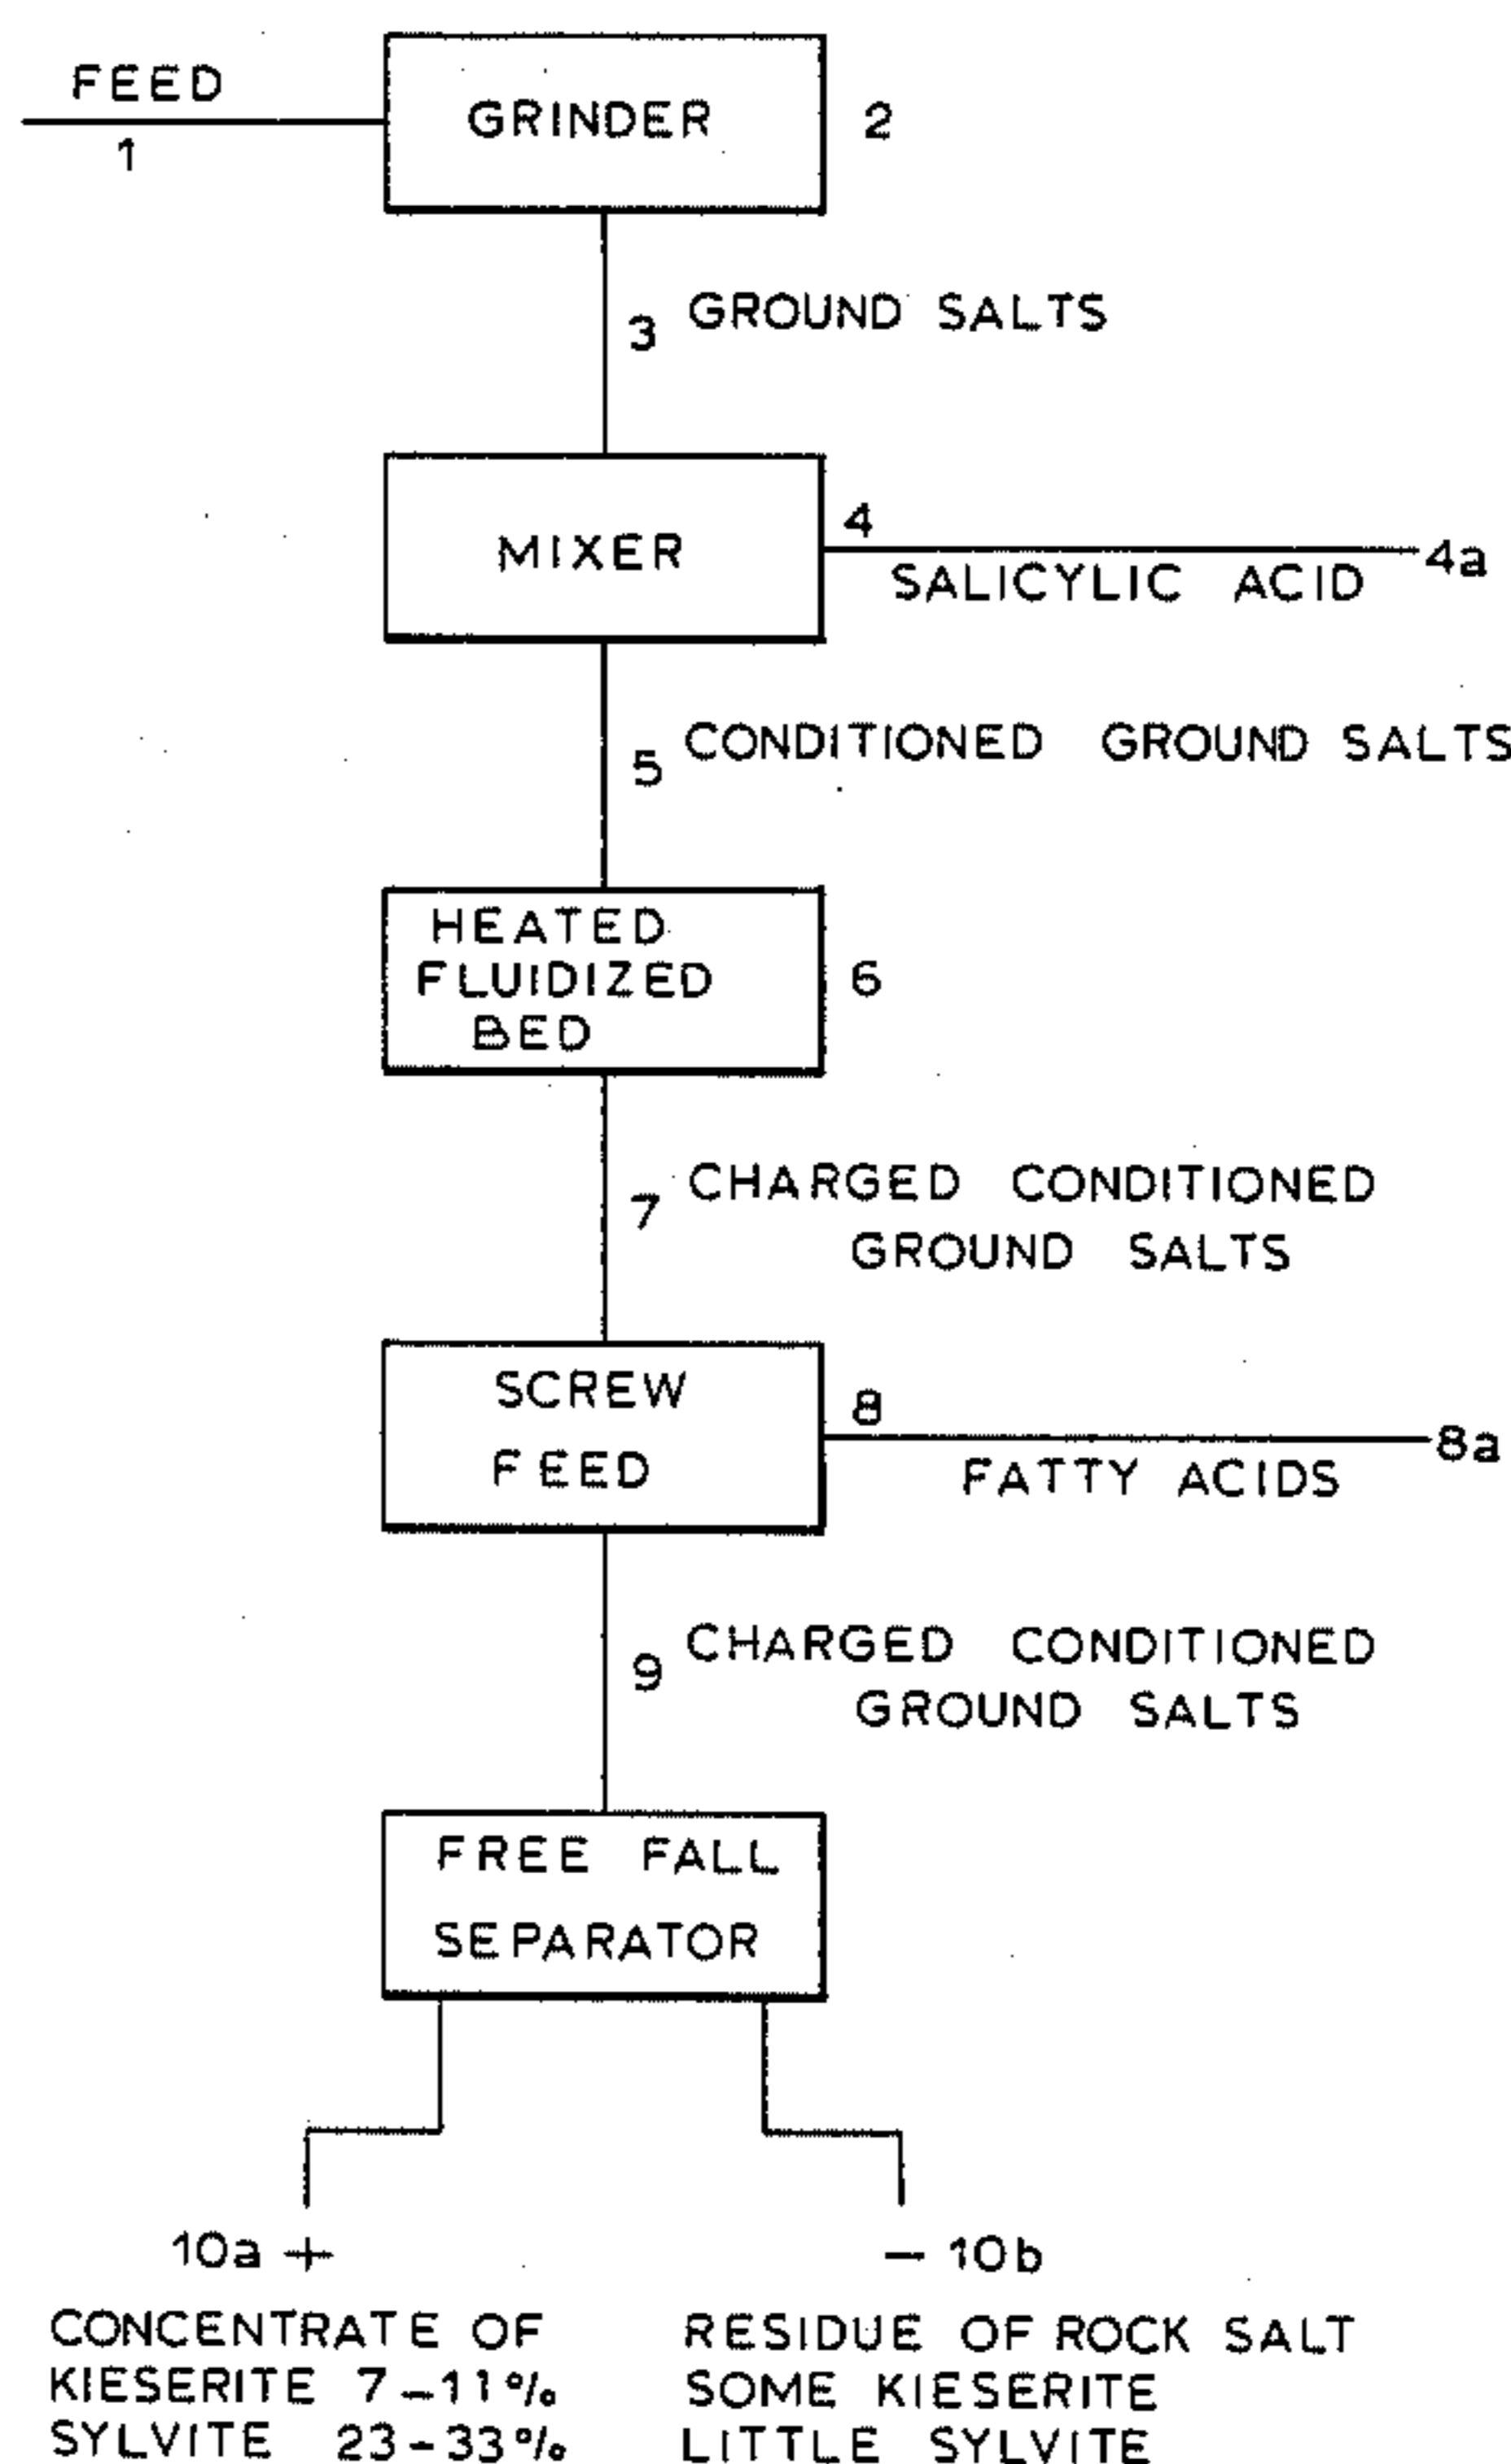 FEED
1
GRINDER
2
3 GROUND SALTS
MIXER
4
4a
SALICYLIC ACID
5 CONDITIONED GROUND SALTS
HEATED
FLUIDIZED
BED
6
7 CHARGED CONDITIONED
GROUND SALTS
SCREW
FEED
8
8a
FATTY ACIDS
9 CHARGED CONDITIONED
GROUND SALTS
FREE FALL
SEPARATOR
10a +
CONCENTRATE OF
KIESERITE 7-11%
SYLVITE 23-33%
- 10b
RESIDUE OF ROCK SALT
SOME KIESERITE
LITTLE SYLVITE